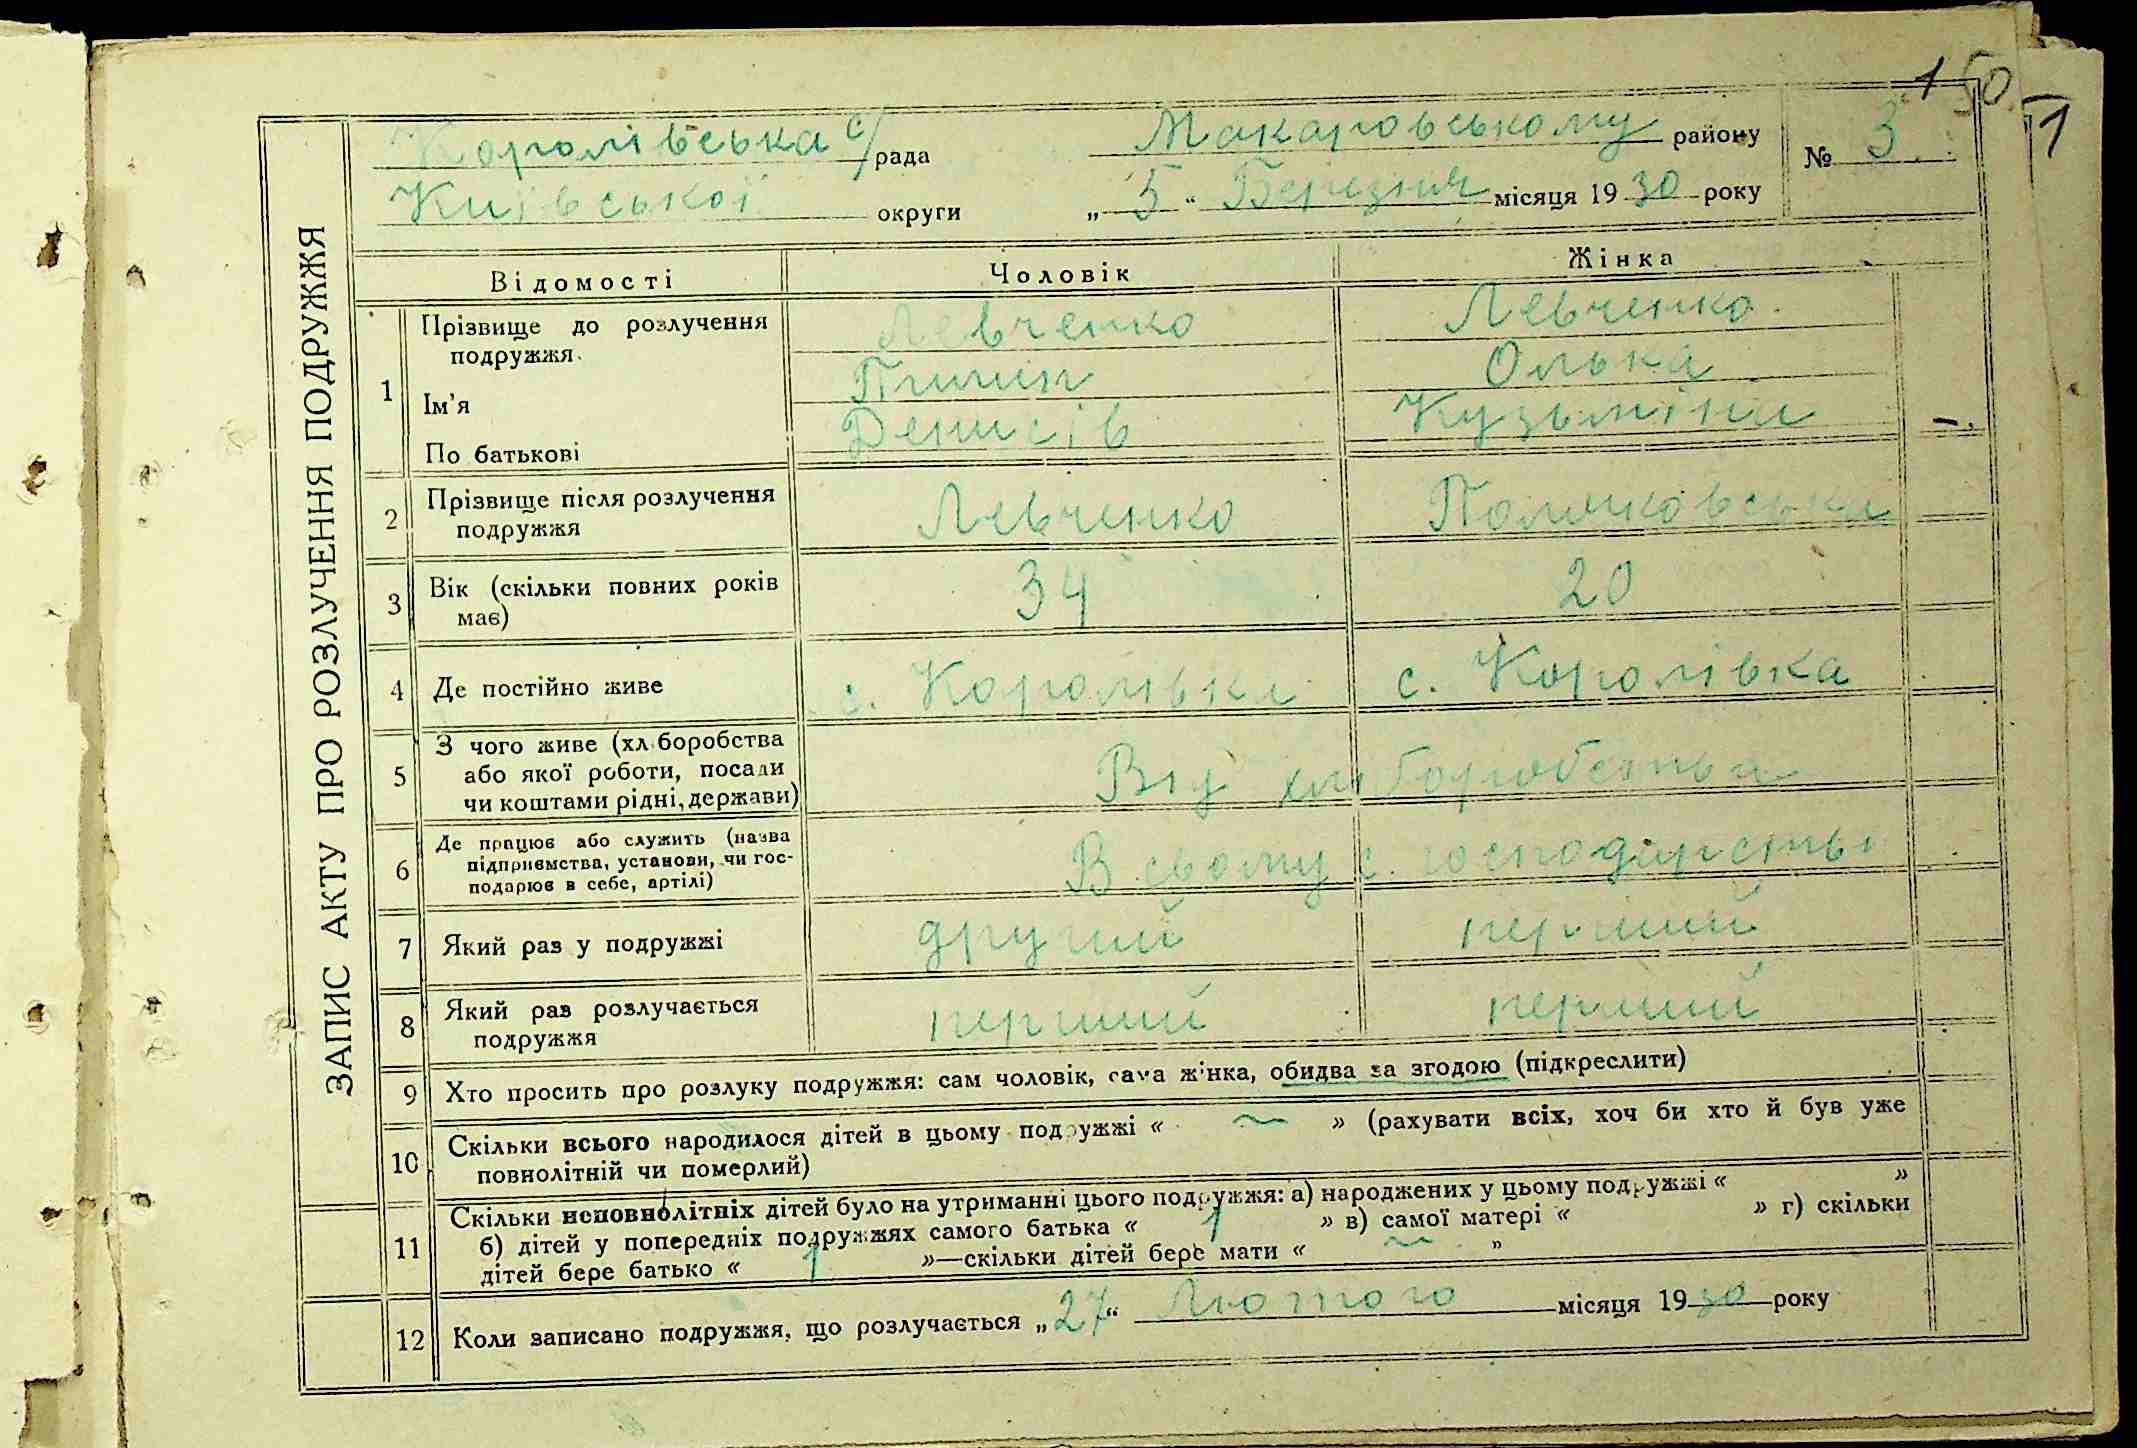 150
51
ЗАПИС АКТУ ПРО РОЗЛУЧЕННЯ ПОДРУЖЖЯ
Королівська с/рада Макаровському району № 3
Київської округи „5“ Березня місяця 1930 року
Відомості Чоловік Жінка
1 Прізвище до розлучення подружжя Левченко Левченко
Ім'я Пилип Олька
По батькові Денисів Кузьміна
2 Прізвище після розлучення подружжя Левченко
3 Вік (скільки повних років має) 34 20
4 Де постійно живе с. Королівка с. Королівка
5 З чого живе (хліборобства або якої роботи, посади чи коштами рідні, держави) Від хліборобства
6 Де працює або служить (назва підприємства, установи, чи господарює в себе, артілі) В свому с. господарстві
7 Який раз у подружжі другий перший
8 Який раз розлучається подружжя перший перший
9 Хто просить про розлуку подружжя: сам чоловік, сама жінка, обидва за згодою (підкреслити)
10 Скільки всього народилося дітей в цьому подружжі « ~ » (рахувати всіх, хоч би хто й був уже
повнолітній чи померлий)
11 Скільки неповнолітніх дітей було на утриманні цього подружжя: а) народжених у цьому подружжі « »
б) дітей у попередніх подружжях самого батька « 1 » в) самої матері « ~ » г) скільки
дітей бере батько « 1 »—скільки дітей бере мати « »
12 Коли записано подружжя, що розлучається „27“ Лютого місяця 1930 року